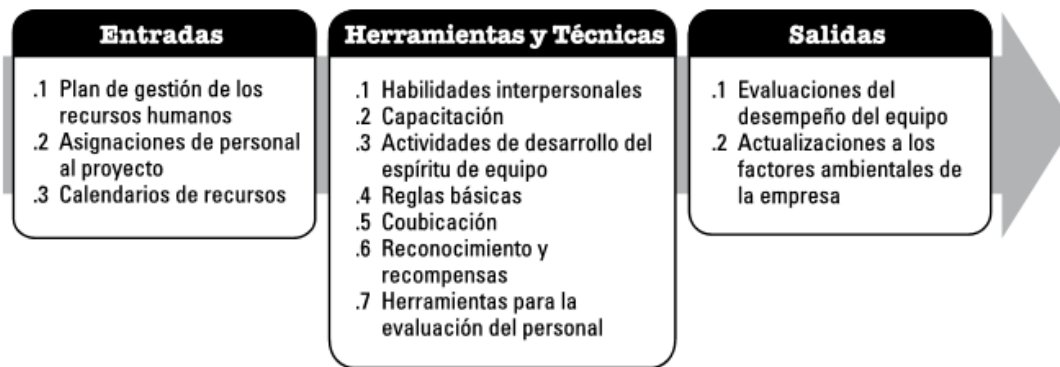 Entradas
.1 Plan de gestión de los
recursos humanos
.2 Asignaciones de personal
al proyecto
.3 Calendarios de recursos
Herramientas y Técnicas
.1 Habilidades interpersonales
.2 Capacitación
.3 Actividades de desarrollo del
espíritu de equipo
.4 Reglas básicas
.5 Coubicación
.6 Reconocimiento y
recompensas
.7 Herramientas para la
evaluación del personal
Salidas
.1 Evaluaciones del
desempeño del equipo
.2 Actualizaciones a los
factores ambientales de
la empresa